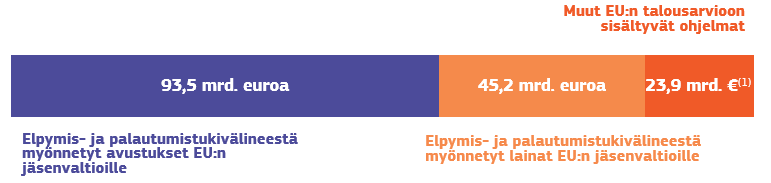 Muut EU:n talousarvioon
sisältyvät ohjelmat
93,5 mrd. euroa
45,2 mrd. euroa
23,9 mrd. €(1)
Elpymis- ja palautumistukivälineestä
myönnetyt avustukset EU:n
jäsenvaltioille
Elpymis- ja palautumistukivälineestä
myönnetyt lainat EU:n jäsenvaltioille